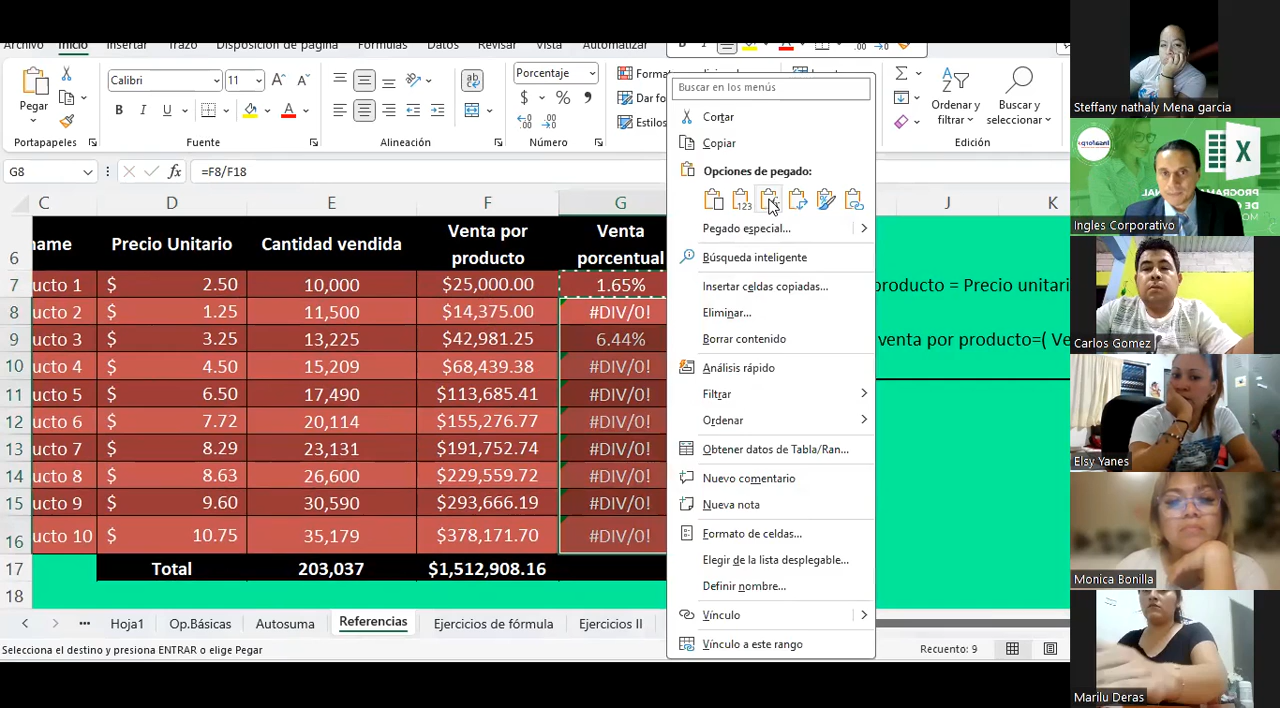 Archivo Inicio Insertar Trazo Disposición de página Fórmulas Datos Revisar Vista Automatizar
Pegar
Portapapeles
Calibri 11
N K S
Fuente
Alineación
Porcentaje
$ % 000
Número
Dar fo
Estilos
Ordenar y filtrar
Buscar y seleccionar
Edición
G8 fx =F8/F18
Buscar en los menús
Cortar
Copiar
Opciones de pegado:
Pegado especial...
Búsqueda inteligente
Insertar celdas copiadas...
Eliminar...
Borrar contenido
Análisis rápido
Filtrar
Ordenar
Obtener datos de Tabla/Ran...
Nuevo comentario
Nueva nota
Formato de celdas...
Elegir de la lista desplegable...
Definir nombre...
Vínculo
Vínculo a este rango
C D E F G J K
6 name Precio Unitario Cantidad vendida Venta por producto Venta porcentual
7 ucto 1 $ 2.50 10,000 $25,000.00 1.65%
8 ucto 2 $ 1.25 11,500 $14,375.00 #DIV/0!
9 ucto 3 $ 3.25 13,225 $42,981.25 6.44%
10 ucto 4 $ 4.50 15,209 $68,439.38 #DIV/0!
11 ucto 5 $ 6.50 17,490 $113,685.41 #DIV/0!
12 ucto 6 $ 7.72 20,114 $155,276.77 #DIV/0!
13 ucto 7 $ 8.29 23,131 $191,752.74 #DIV/0!
14 ucto 8 $ 8.63 26,600 $229,559.72 #DIV/0!
15 ucto 9 $ 9.60 30,590 $293,666.19 #DIV/0!
16 ucto 10 $ 10.75 35,179 $378,171.70 #DIV/0!
17 Total 203,037 $1,512,908.16
18
producto = Precio unitari
venta por producto=( Ve
Hoja1 Op.Básicas Autosuma Referencias Ejercicios de fórmula Ejercicios II
Selecciona el destino y presiona ENTRAR o elige Pegar
Recuento: 9
Steffany nathaly Mena garcia
Ingles Corporativo
Carlos Gomez
Elsy Yanes
Monica Bonilla
Marilu Deras